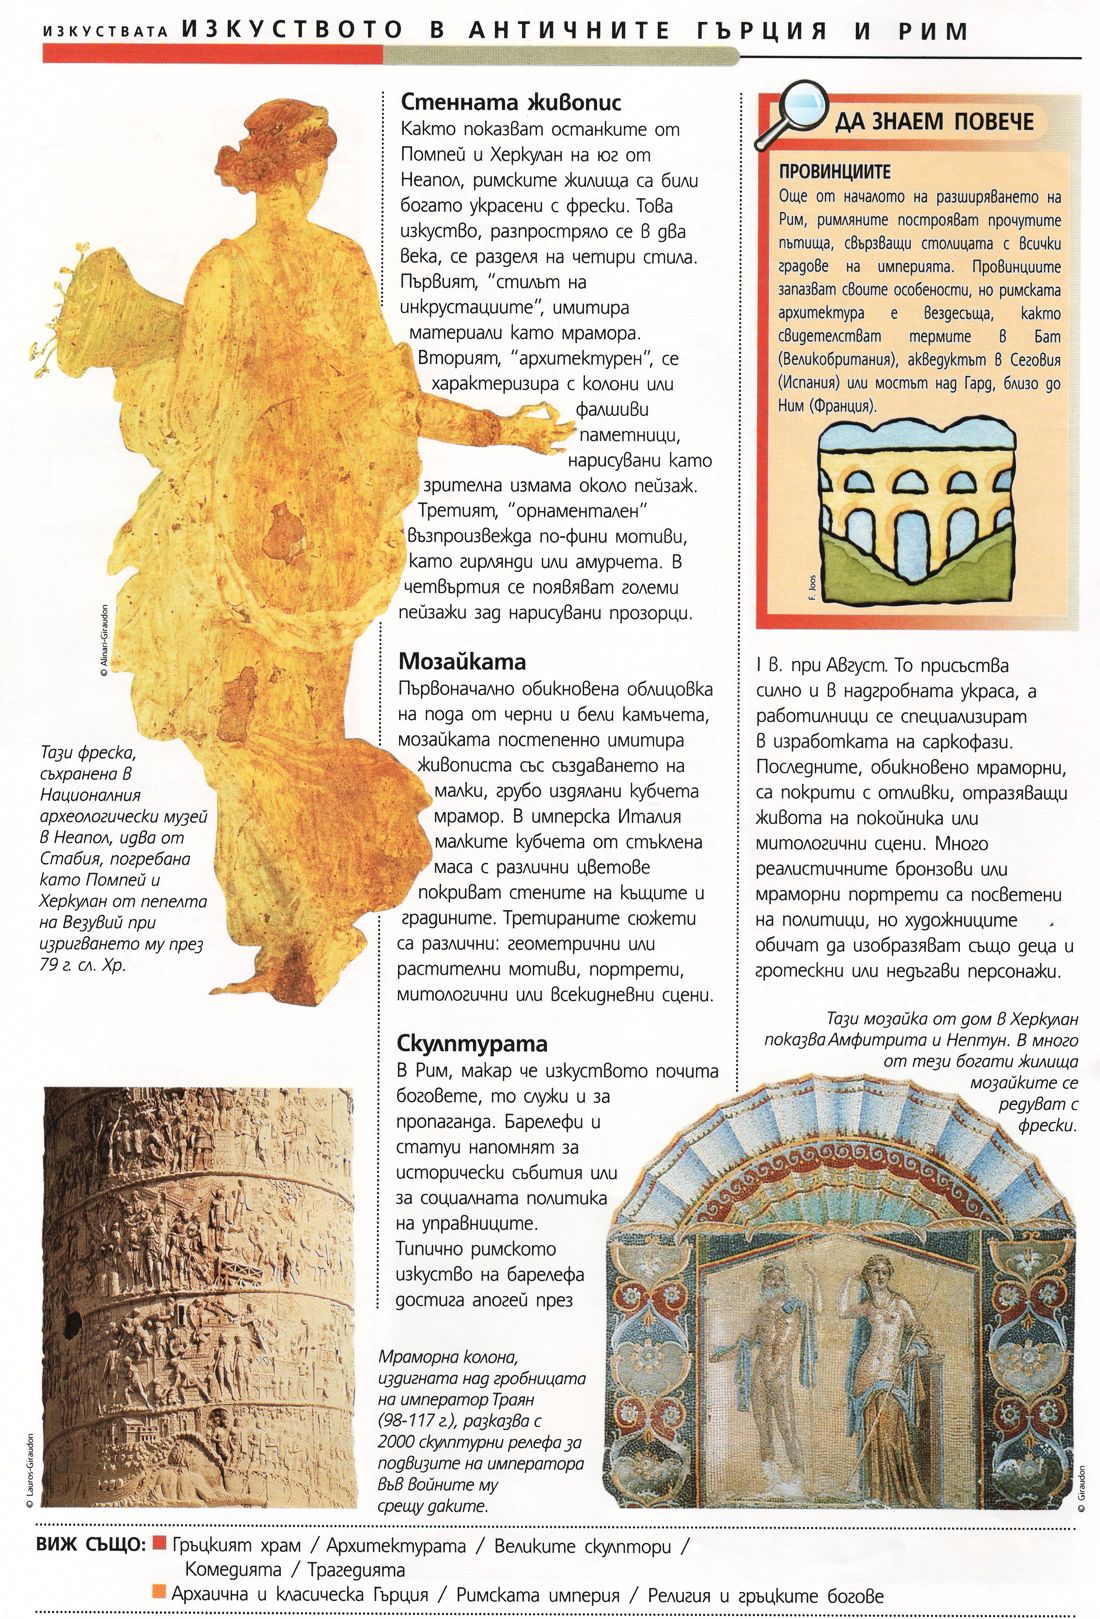 ИЗКУСТВАТА ИЗКУСТВОТО В АНТИЧНИТЕ ГЪРЦИЯ И РИМ
Стенната живопис
Както показват останките от
Помпей и Херкулан на юг от
Неапол, римските жилища са били
богато украсени с фрески. Това
изкуство, разпростряло се в два
века, се разделя на четири стила.
Първият, “стилът на
инкрустациите”, имитира
материали като мрамора.
Вторият, “архитектурен”, се
характеризира с колони или
фалшиви
паметници,
нарисувани като
зрителна измама около пейзаж.
Третият, “орнаментален”
възпроизвежда по-фини мотиви,
като гирлянди или амурчета. В
четвъртия се появяват големи
пейзажи зад нарисувани прозорци.
© Alinari-Giraudon
Тази фреска,
съхранена в
Националния
археологически музей
в Неапол, идва от
Стабия, погребана
като Помпей и
Херкулан от пепелта
на Везувий при
изригването му през
79 г. сл. Хр.
Мозайката
Първоначално обикновена облицовка
на пода от черни и бели камъчета,
мозайката постепенно имитира
живописта със създаването на
малки, грубо издялани кубчета
мрамор. В имперска Италия
малките кубчета от стъклена
маса с различни цветове
покриват стените на къщите и
градините. Третираните сюжети
са различни: геометрични или
растителни мотиви, портрети,
митологични или всекидневни сцени.
Скулптурата
В Рим, макар че изкуството почита
боговете, то служи и за
пропаганда. Барелефи и
статуи напомнят за
исторически събития или
за социалната политика
на управниците.
Типично римското
изкуство на барелефа
достига апогей през
I в. при Август. То присъства
силно и в надгробната украса, а
работилници се специализират
в изработката на саркофази.
Последните, обикновено мраморни,
са покрити с отливки, отразяващи
живота на покойника или
митологични сцени. Много
реалистичните бронзови или
мраморни портрети са посветени
на политици, но художниците
обичат да изобразяват също деца и
гротескни или недъгави персонажи.
ДА ЗНАЕМ ПОВЕЧЕ
ПРОВИНЦИИТЕ
Още от началото на разширяването на
Рим, римляните построяват прочутите
пътища, свързващи столицата с всички
градове на империята. Провинциите
запазват своите особености, но римската
архитектура е вездесъща, както
свидетелстват термите в Бат
(Великобритания), акведуктът в Сеговия
(Испания) или мостът над Гард, близо до
Ним (Франция).
F. Joos
Тази мозайка от дом в Херкулан
показва Амфитрита и Нептун. В много
от тези богати жилища
мозайките се
редуват с
фрески.
© Giraudon
© Lauros-Giraudon
Мраморна колона,
издигната над гробницата
на император Траян
(98-117 г.), разказва с
2000 скулптурни релефа за
подвизите на императора
във войните му
срещу даките.
ВИЖ СЪЩО: Гръцкият храм / Архитектурата / Великите скулптори /
Комедията / Трагедията
Архаична и класическа Гърция / Римската империя / Религия и гръцките богове